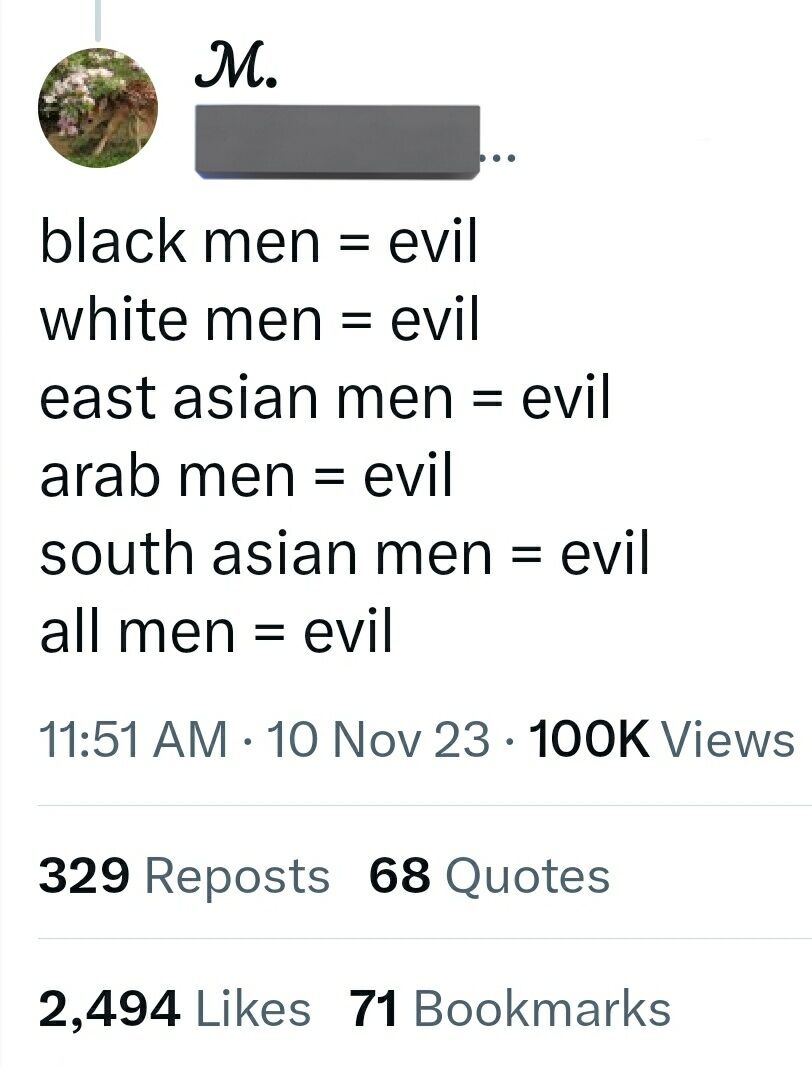 ℳ.
...
black men = evil
white men = evil
east asian men = evil
arab men = evil
south asian men = evil
all men = evil
11:51 AM · 10 Nov 23 · 100K Views
329 Reposts 68 Quotes
2,494 Likes 71 Bookmarks